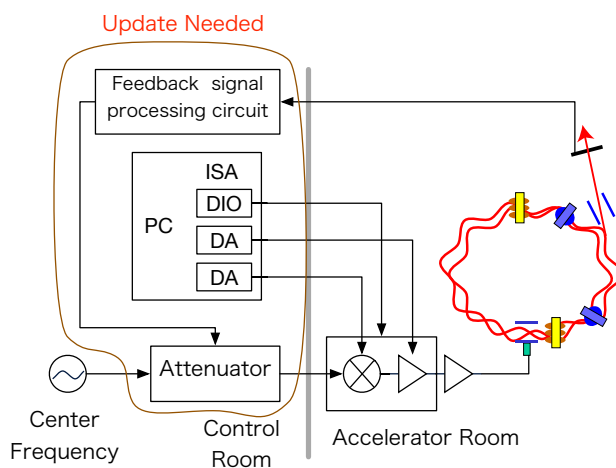 Update Needed
Feedback signal
processing circuit
ISA
DIO
PC
DA
DA
Attenuator
Center
Frequency
Control
Room
Accelerator Room